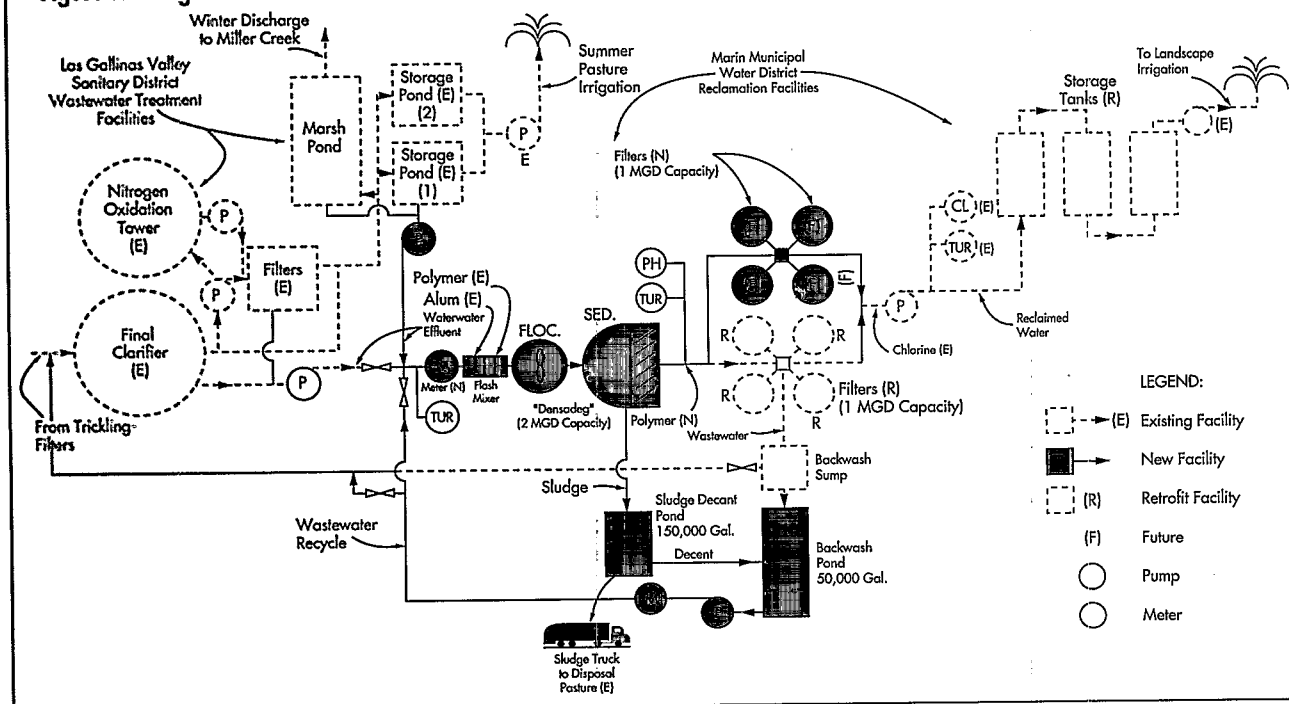 Winter Discharge
to Miller Creek
Las Gallinas Valley
Sanitary District
Wastewater Treatment
Facilities
Marsh
Pond
Storage
Pond (E)
(2)
Storage
Pond (E)
(1)
P
E
Summer
Pasture
Irrigation
Marin Municipal
Water District
Reclamation Facilities
To Landscape
Irrigation
Storage
Tanks (R)
(E)
Nitrogen
Oxidation
Tower
(E)
P
Filters
(E)
P
Final
Clarifier
(E)
P
From Trickling
Filters
Polymer (E)
Alum (E)
Waterwater
Effluent
Meter (N)
Flash
Mixer
TUR
FLOC.
SED.
"Densadeg"
(2 MGD Capacity)
PH
TUR
Filters (N)
(1 MGD Capacity)
(F)
R
R
R
R
Filters (R)
(1 MGD Capacity)
Polymer (N)
Wastewater
P
Chlorine (E)
CL (E)
TUR (E)
Reclaimed
Water
Backwash
Sump
Sludge
Sludge Decant
Pond
150,000 Gal.
Decent
Backwash
Pond
50,000 Gal.
Wastewater
Recycle
Sludge Truck
to Disposal
Pasture (E)
LEGEND:
(E) Existing Facility
New Facility
(R) Retrofit Facility
(F) Future
Pump
Meter